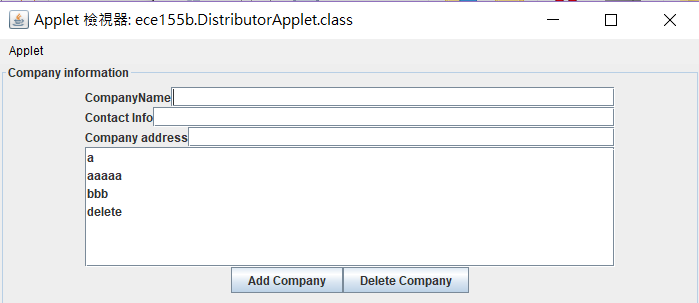 Applet 檢視器: ece155b.DistributorApplet.class
Applet
Company information
CompanyName
Contact Info
Company address
a
aaaaa
bbb
delete
Add Company Delete Company